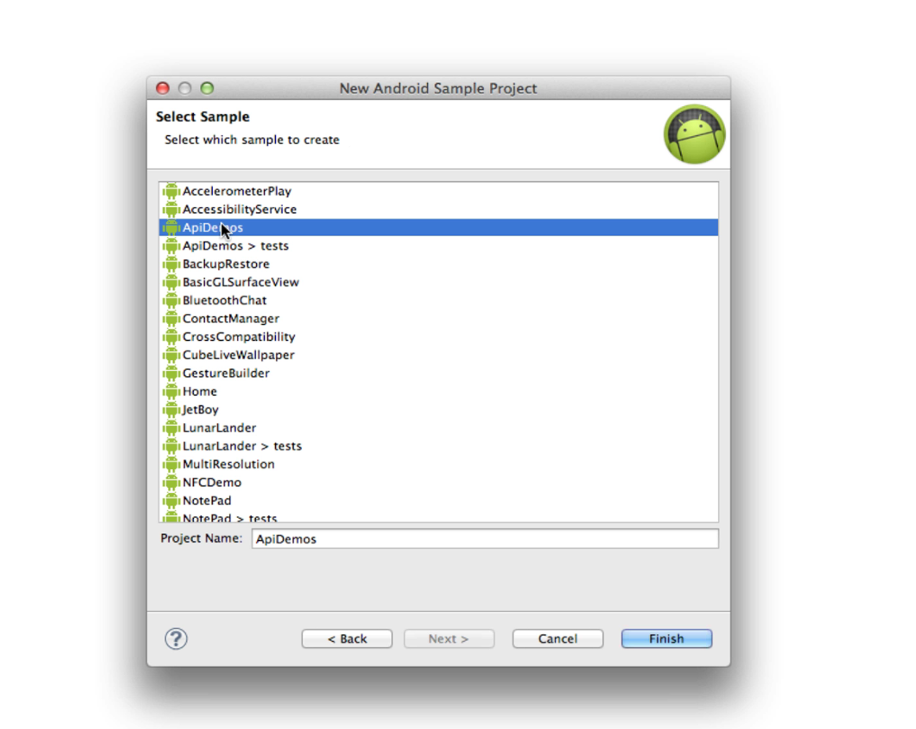 New Android Sample Project
Select Sample
Select which sample to create
AccelerometerPlay
AccessibilityService
ApiDemos
ApiDemos > tests
BackupRestore
BasicGLSurfaceView
BluetoothChat
ContactManager
CrossCompatibility
CubeLiveWallpaper
GestureBuilder
Home
JetBoy
LunarLander
LunarLander > tests
MultiResolution
NFCDemo
NotePad
NotePad > tests
Project Name: ApiDemos
? < Back Next > Cancel Finish